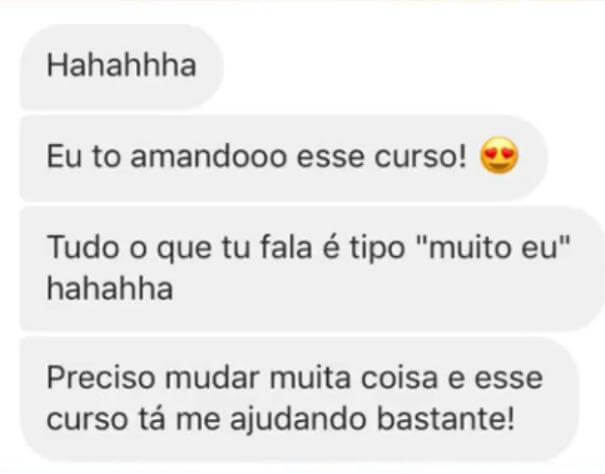 Hahahhha
Eu to amandooo esse curso! 😍
Tudo o que tu fala é tipo "muito eu"
hahahha
Preciso mudar muita coisa e esse
curso tá me ajudando bastante!